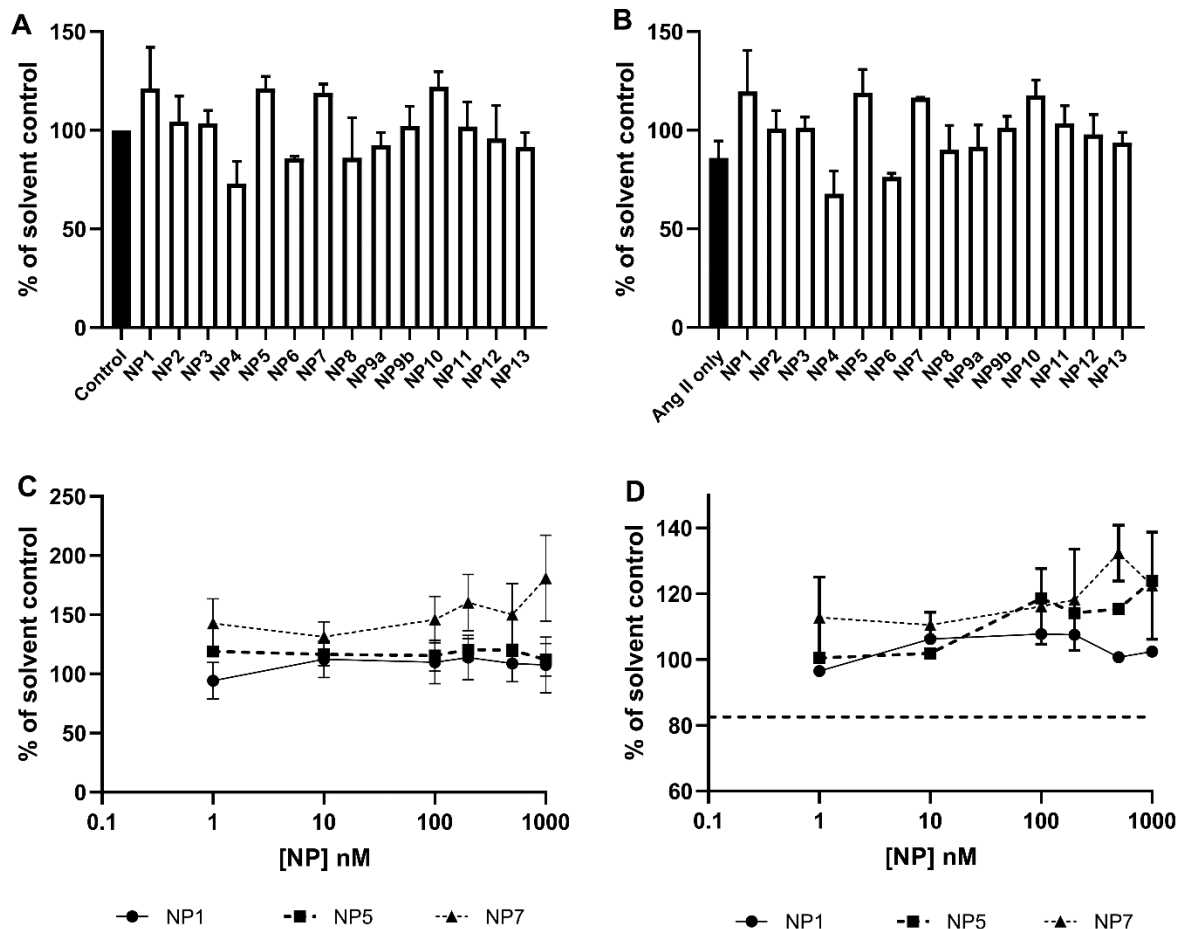 A
% of solvent control
150
100
50
0
Control
NP1
NP2
NP3
NP4
NP5
NP6
NP7
NP8
NP9a
NP9b
NP10
NP11
NP12
NP13
B
% of solvent control
150
100
50
0
Ang II only
NP1
NP2
NP3
NP4
NP5
NP6
NP7
NP8
NP9a
NP9b
NP10
NP11
NP12
NP13
C
% of solvent control
250
200
150
100
50
0
0.1 1 10 100 1000
[NP] nM
NP1 NP5 NP7
D
% of solvent control
140
120
100
80
60
0.1 1 10 100 1000
[NP] nM
NP1 NP5 NP7